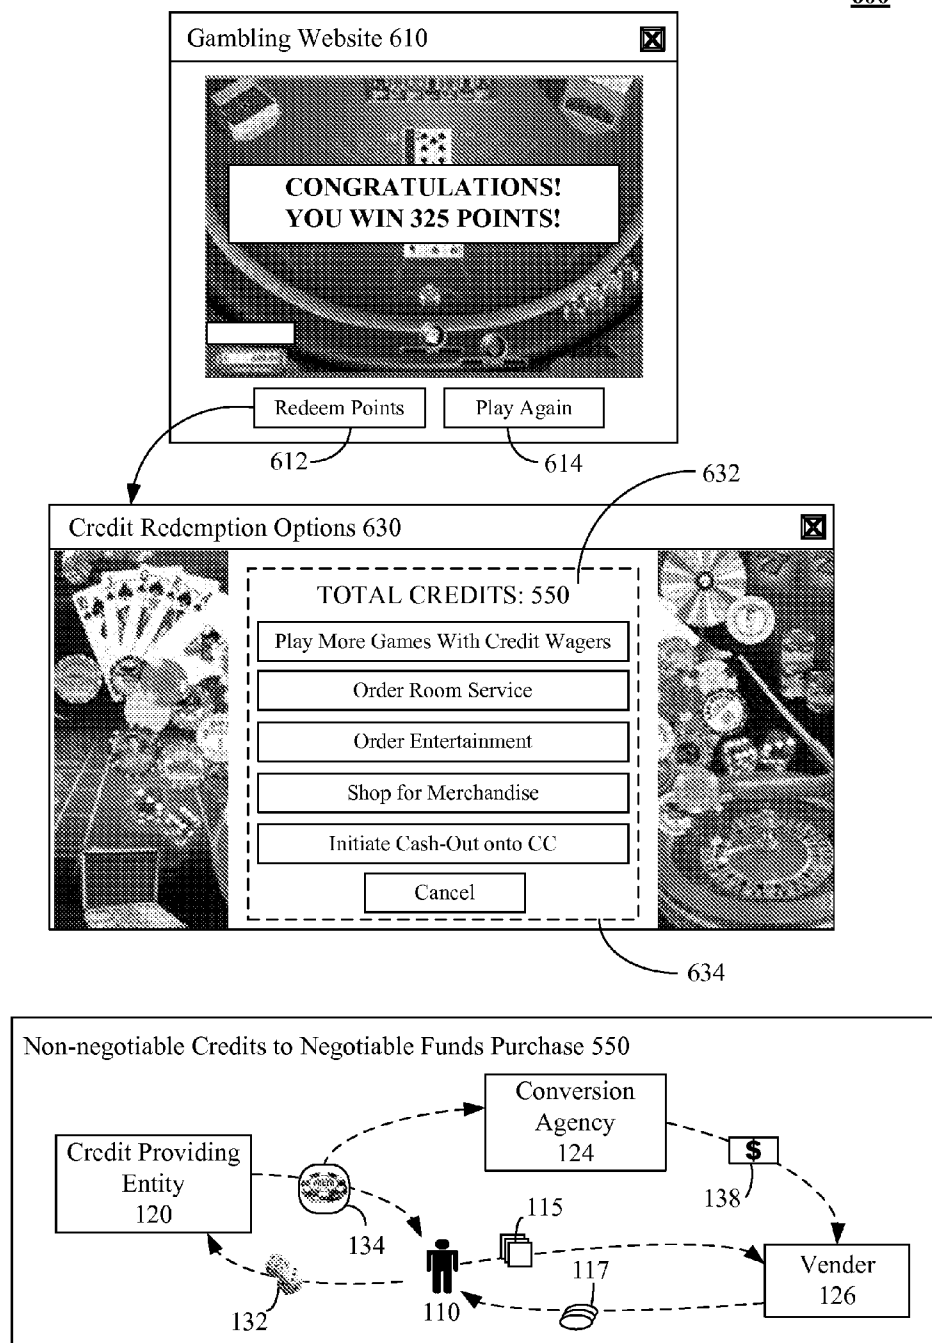 600
Gambling Website 610
CONGRATULATIONS!
YOU WIN 325 POINTS!
Redeem Points
Play Again
612
614
632
Credit Redemption Options 630
TOTAL CREDITS: 550
Play More Games With Credit Wagers
Order Room Service
Order Entertainment
Shop for Merchandise
Initiate Cash-Out onto CC
Cancel
634
Non-negotiable Credits to Negotiable Funds Purchase 550
Conversion
Agency
124
Credit Providing
Entity
120
$
138
134
115
Vender
126
117
132
110